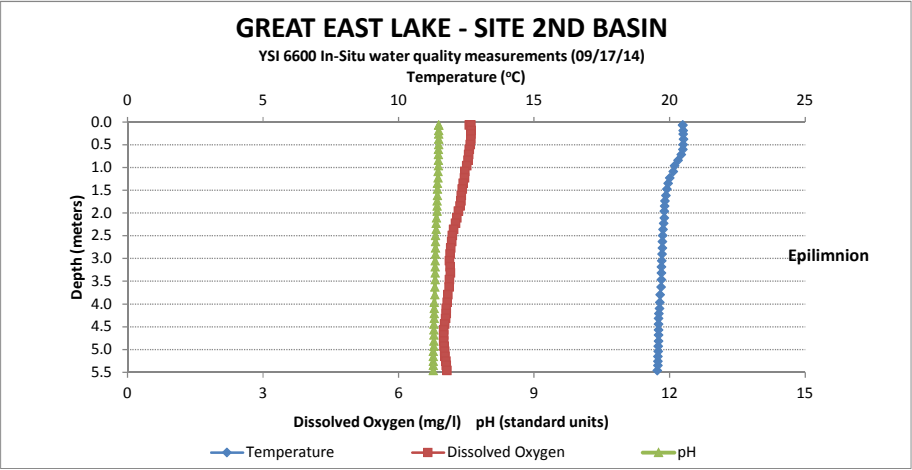 GREAT EAST LAKE - SITE 2ND BASIN
YSI 6600 In-Situ water quality measurements (09/17/14)
Temperature (°C)
0 5 10 15 20 25
0.0
0.5
1.0
1.5
2.0
2.5
3.0
3.5
4.0
4.5
5.0
5.5
Depth (meters)
Epilimnion
0 3 6 9 12 15
Dissolved Oxygen (mg/l) pH (standard units)
Temperature Dissolved Oxygen pH